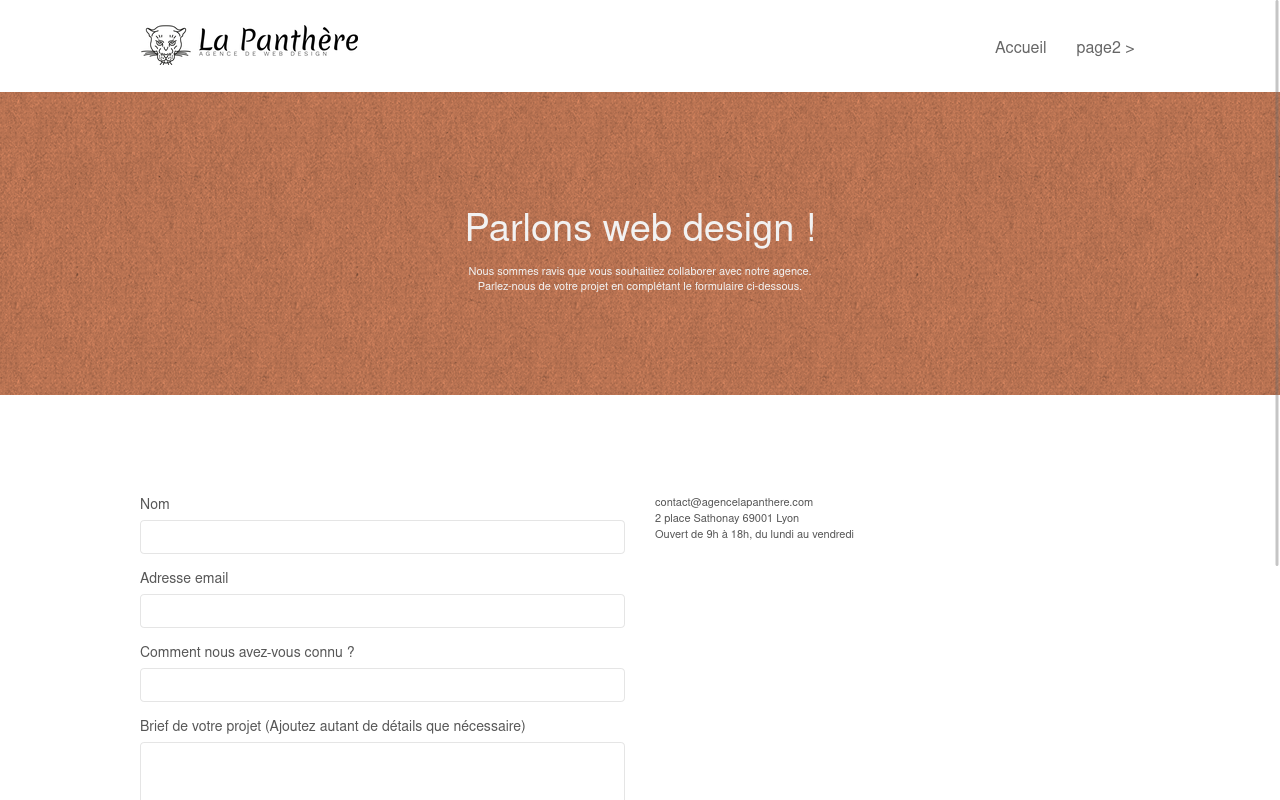 La Panthère
AGENCE DE WEB DESIGN
Accueil
page2 >
Parlons web design !
Nous sommes ravis que vous souhaitiez collaborer avec notre agence.
Parlez-nous de votre projet en complétant le formulaire ci-dessous.
Nom
contact@agencelapanthere.com
2 place Sathonay 69001 Lyon
Ouvert de 9h à 18h, du lundi au vendredi
Adresse email
Comment nous avez-vous connu ?
Brief de votre projet (Ajoutez autant de détails que nécessaire)